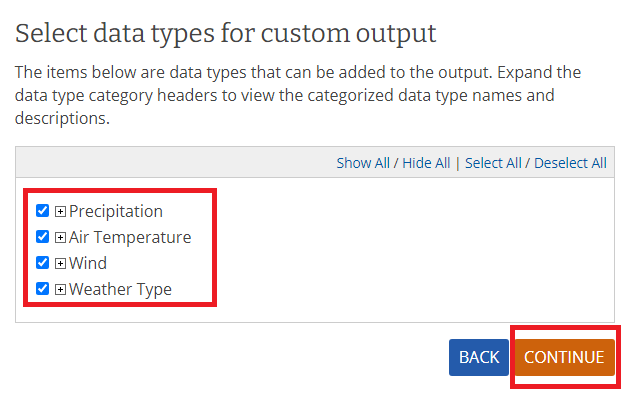 Select data types for custom output
The items below are data types that can be added to the output. Expand the
data type category headers to view the categorized data type names and
descriptions.
Show All / Hide All | Select All / Deselect All
Precipitation
Air Temperature
Wind
Weather Type
BACK CONTINUE